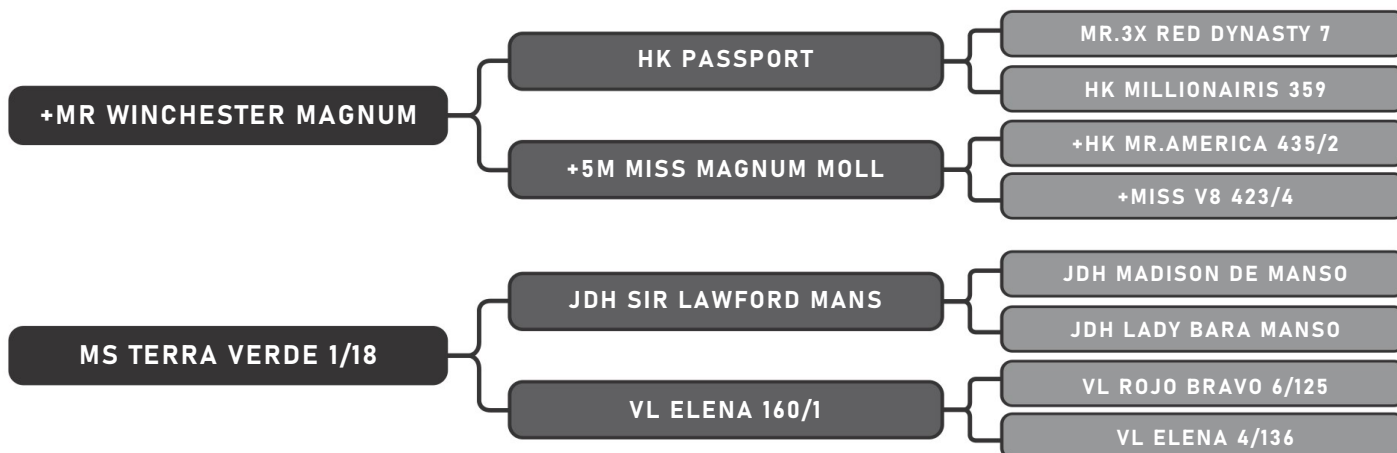 +MR WINCHESTER MAGNUM
HK PASSPORT
MR.3X RED DYNASTY 7
HK MILLIONAIRIS 359
+5M MISS MAGNUM MOLL
+HK MR.AMERICA 435/2
+MISS V8 423/4
MS TERRA VERDE 1/18
JDH SIR LAWFORD MANS
JDH MADISON DE MANSO
JDH LADY BARA MANSO
VL ELENA 160/1
VL ROJO BRAVO 6/125
VL ELENA 4/136